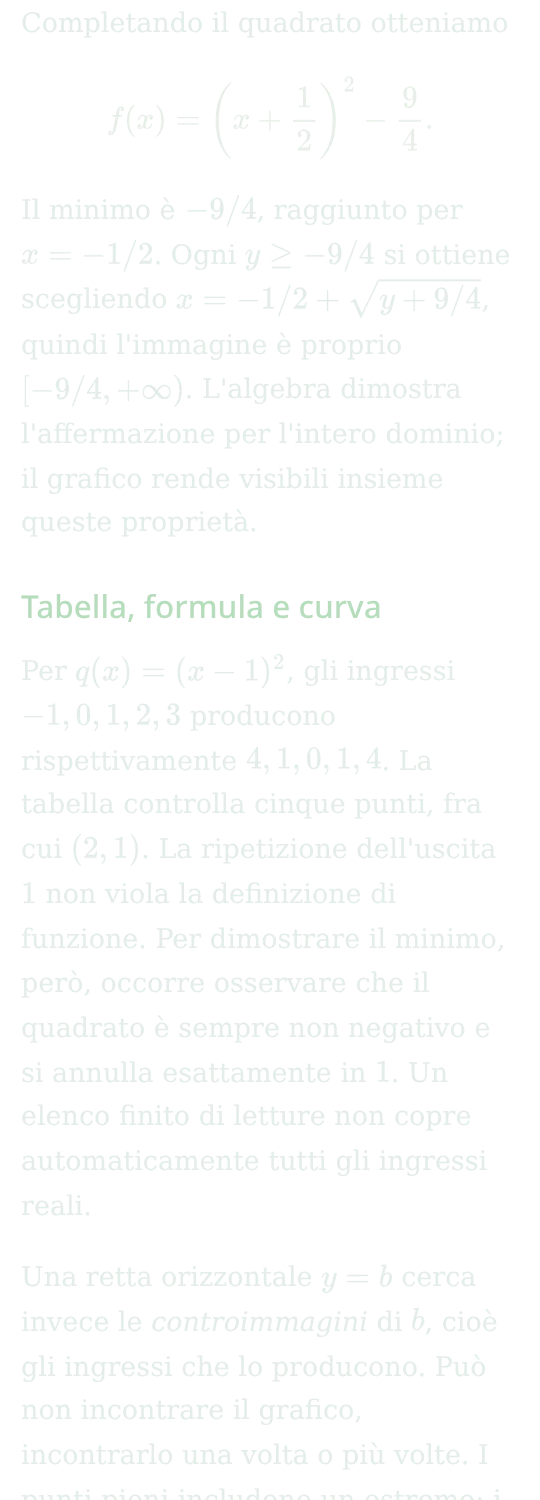 Completando il quadrato otteniamo
f(x) = (x + 1/2)² − 9/4.
Il minimo è −9/4, raggiunto per
x = −1/2. Ogni y ≥ −9/4 si ottiene
scegliendo x = −1/2 + √(y + 9/4),
quindi l'immagine è proprio
[−9/4, +∞). L'algebra dimostra
l'affermazione per l'intero dominio;
il grafico rende visibili insieme
queste proprietà.
Tabella, formula e curva
Per q(x) = (x − 1)², gli ingressi
−1, 0, 1, 2, 3 producono
rispettivamente 4, 1, 0, 1, 4. La
tabella controlla cinque punti, fra
cui (2, 1). La ripetizione dell'uscita
1 non viola la definizione di
funzione. Per dimostrare il minimo,
però, occorre osservare che il
quadrato è sempre non negativo e
si annulla esattamente in 1. Un
elenco finito di letture non copre
automaticamente tutti gli ingressi
reali.
Una retta orizzontale y = b cerca
invece le controimmagini di b, cioè
gli ingressi che lo producono. Può
non incontrare il grafico,
incontrarlo una volta o più volte. I
punti pieni includono un estremo; i